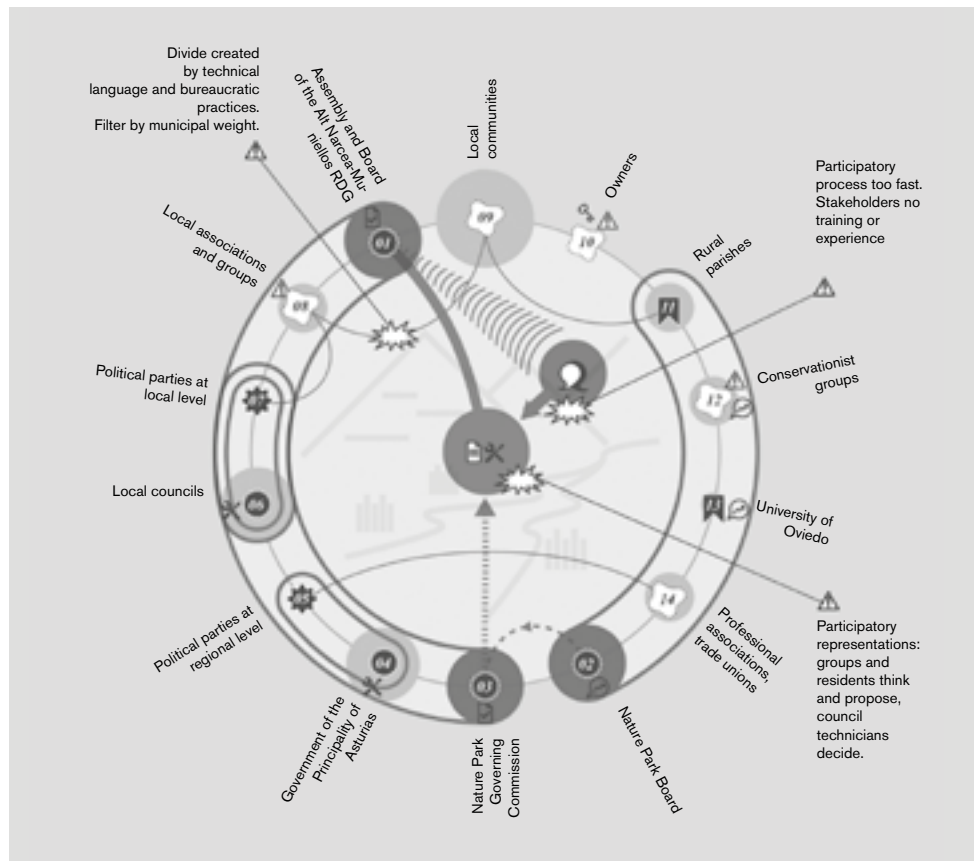 Divide created
by technical
language and bureaucratic
practices.
Filter by municipal weight.
Assembly and Board
of the Alt Narcea-Mu-
niellos RDG
Local
communities
Owners
Participatory
process too fast.
Stakeholders no
training or
experience
Rural
parishes
Local associations
and groups
Conservationist
groups
Political parties at
local level
Local councils
University of
Oviedo
Political parties at
regional level
Professional
associations,
trade unions
Participatory
representations:
groups and
residents think
and propose,
council
technicians
decide.
Government of the
Principality of
Asturias
Nature Park
Governing
Commission
Nature Park Board
01
09
10
11
08
12
06
05
14
04
03
02